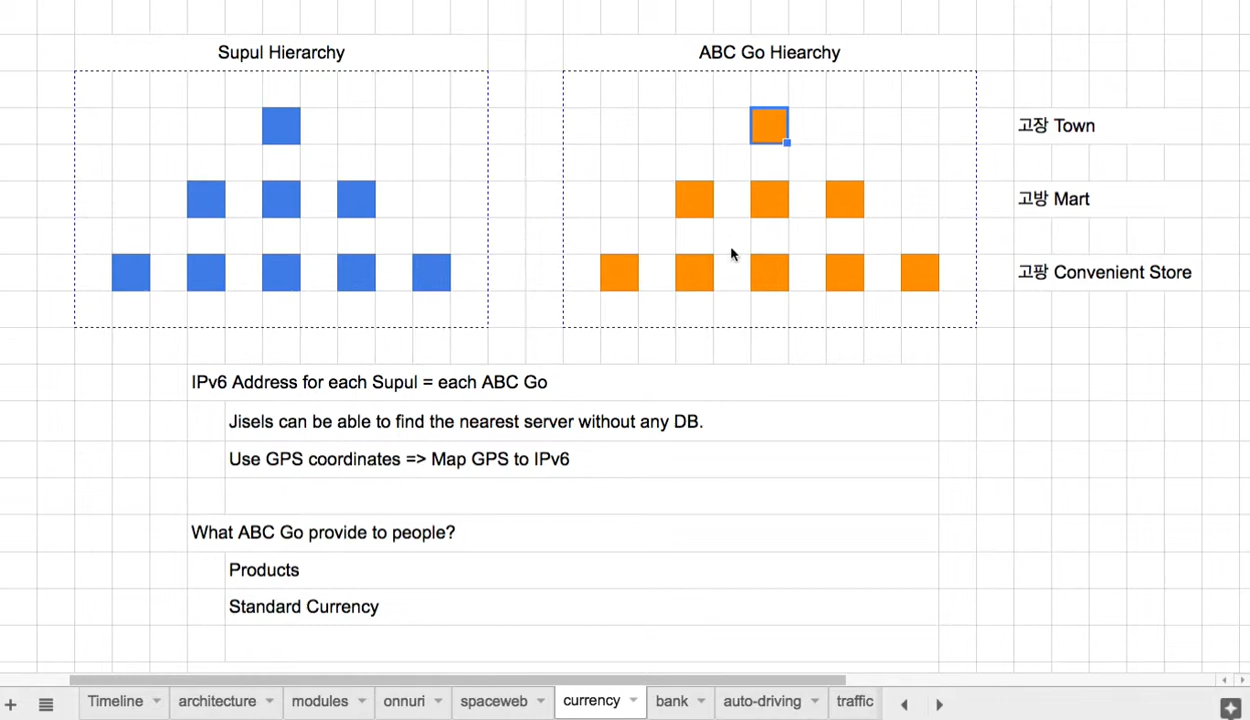 Supul Hierarchy
ABC Go Hiearchy
고장 Town
고방 Mart
고팡 Convenient Store
IPv6 Address for each Supul = each ABC Go
Jisels can be able to find the nearest server without any DB.
Use GPS coordinates => Map GPS to IPv6
What ABC Go provide to people?
Products
Standard Currency
Timeline architecture modules onnuri spaceweb currency bank auto-driving traffic